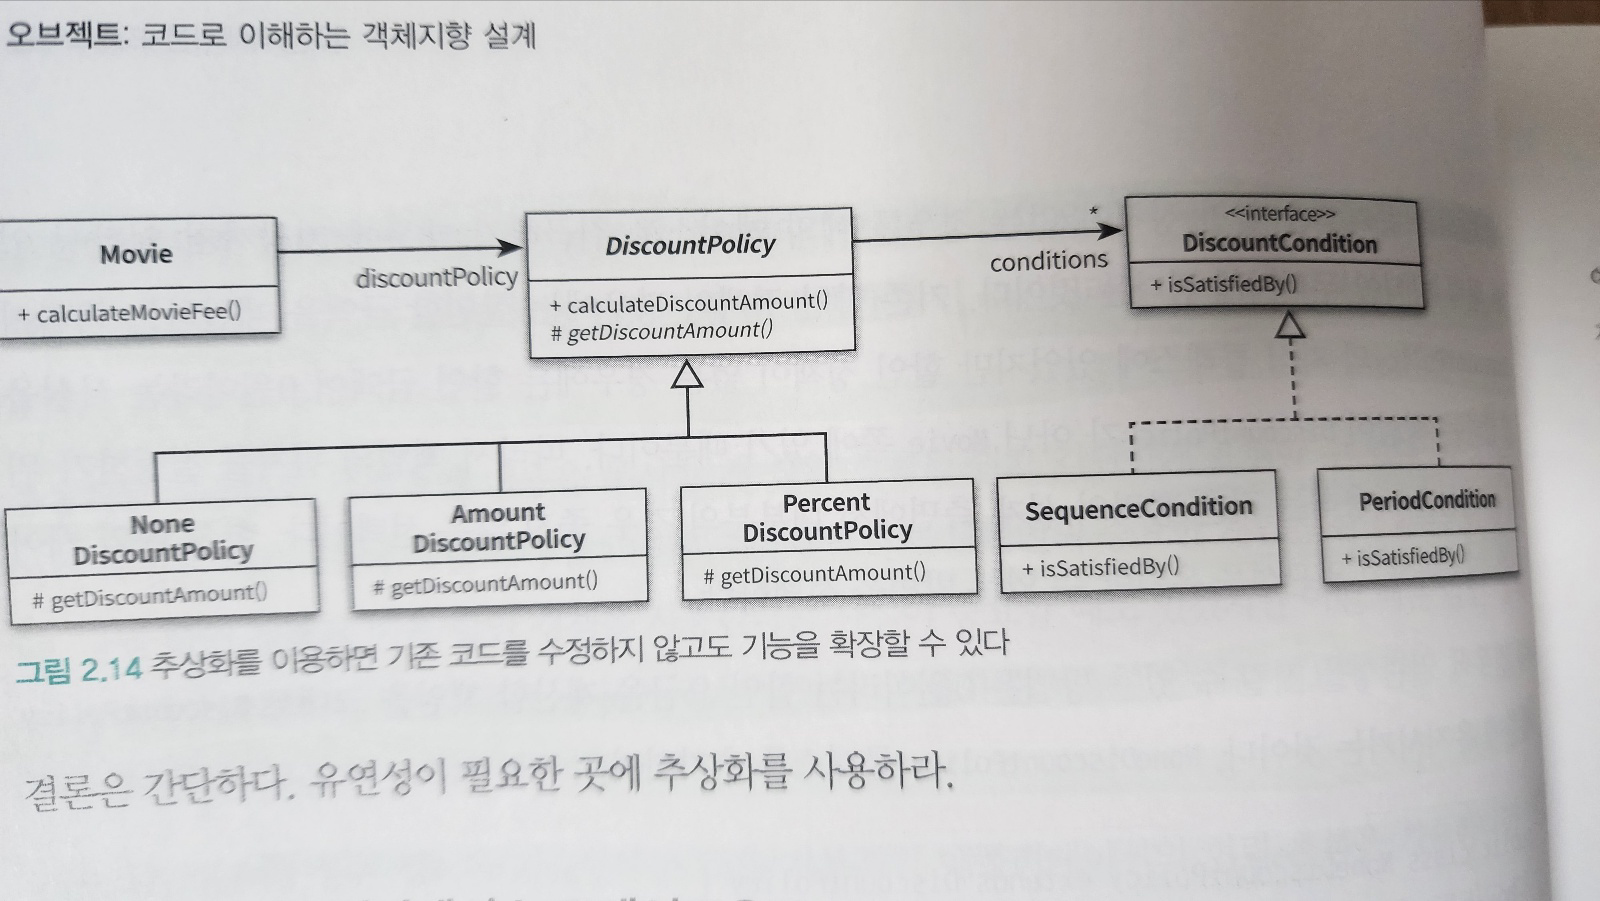 오브젝트: 코드로 이해하는 객체지향 설계
Movie
+ calculateMovieFee()
discountPolicy
DiscountPolicy
+ calculateDiscountAmount()
# getDiscountAmount()
*
conditions
<<interface>>
DiscountCondition
+ isSatisfiedBy()
None
DiscountPolicy
# getDiscountAmount()
Amount
DiscountPolicy
# getDiscountAmount()
Percent
DiscountPolicy
# getDiscountAmount()
SequenceCondition
+ isSatisfiedBy()
PeriodCondition
+ isSatisfiedBy()
그림 2.14 추상화를 이용하면 기존 코드를 수정하지 않고도 기능을 확장할 수 있다
결론은 간단하다. 유연성이 필요한 곳에 추상화를 사용하라.